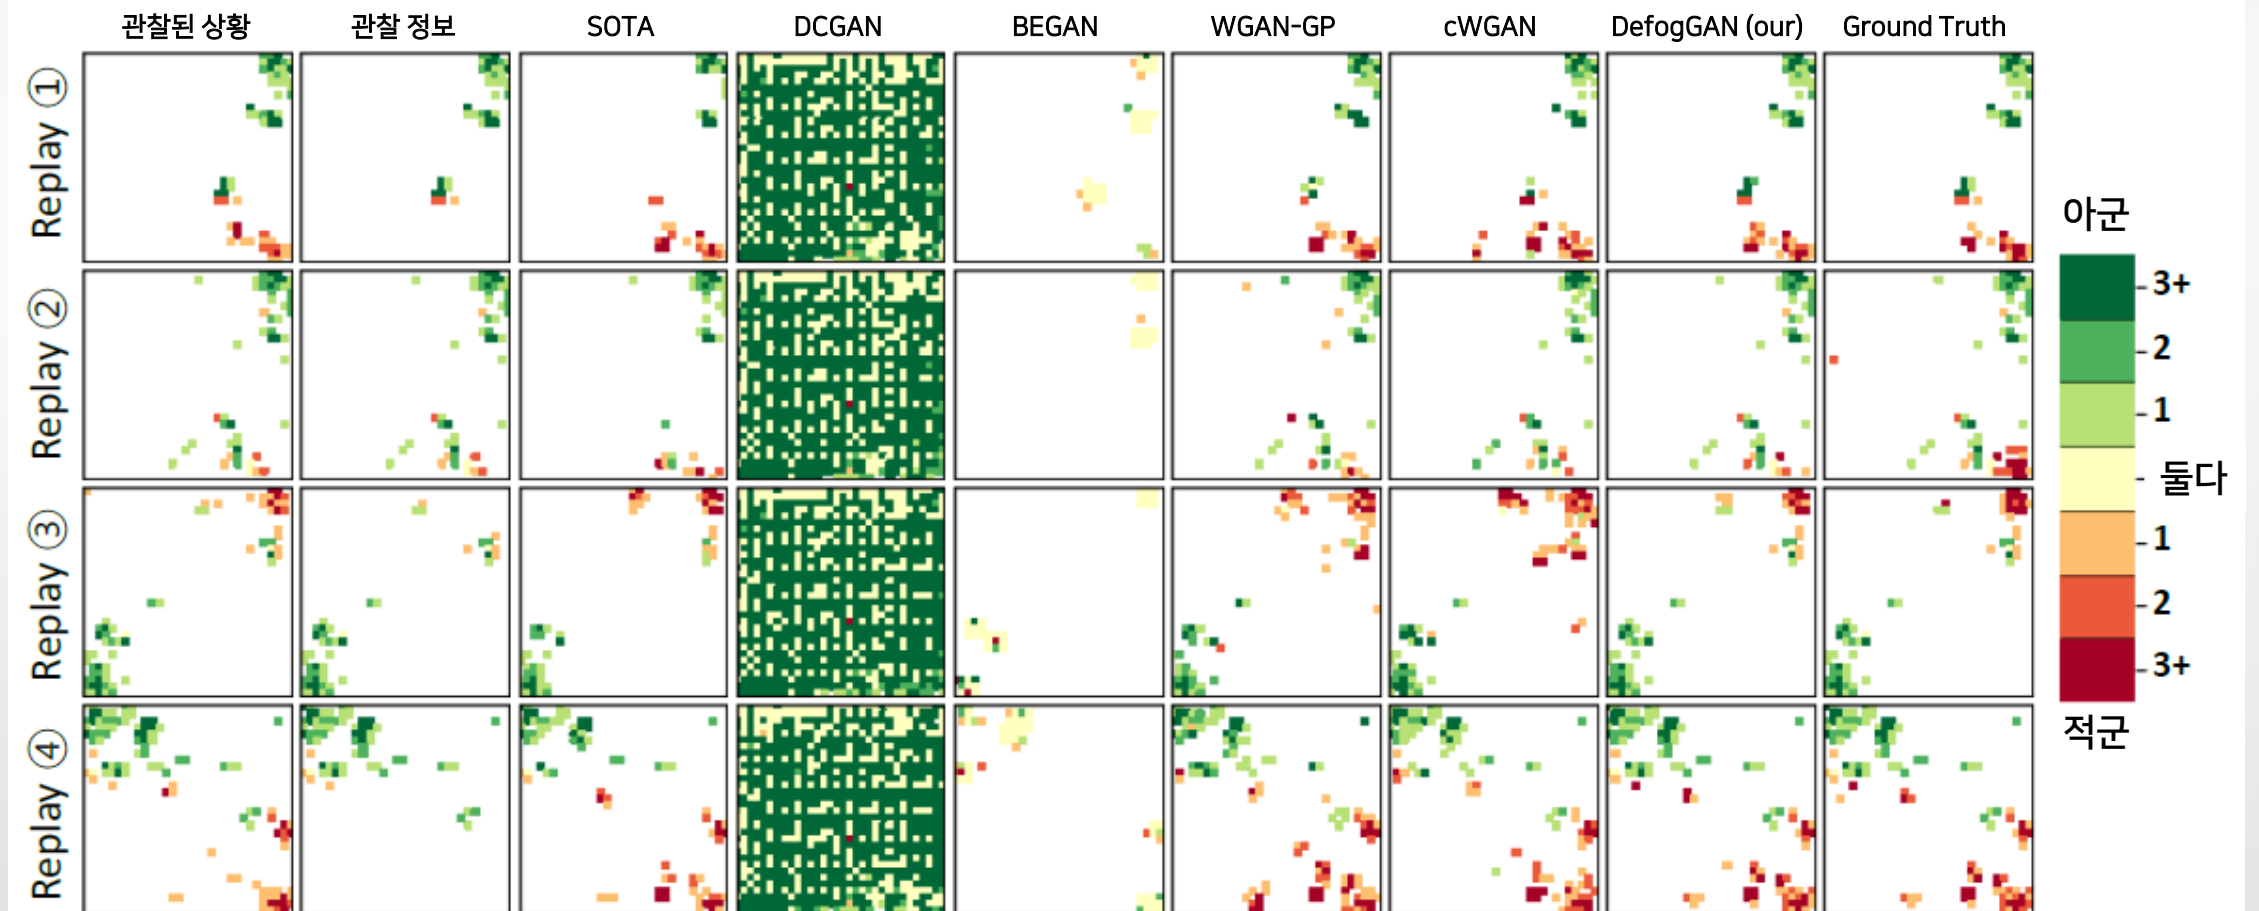 관찰된 상황 관찰 정보 SOTA DCGAN BEGAN WGAN-GP cWGAN DefogGAN (our) Ground Truth
Replay ①
Replay ②
Replay ③
Replay ④
아군
3+
2
1
둘다
1
2
3+
적군